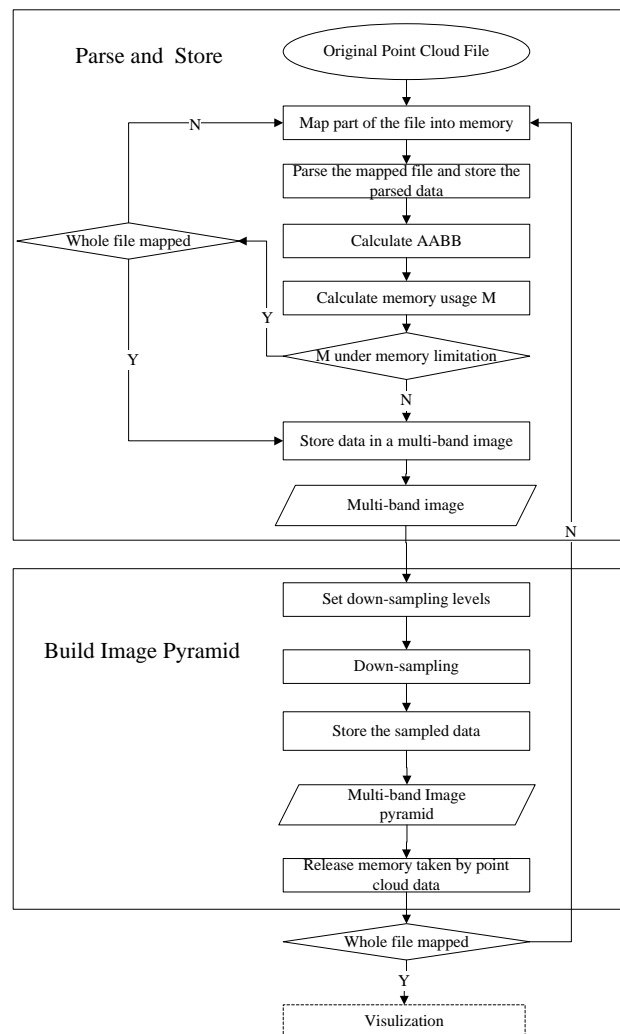 Parse and Store
Original Point Cloud File
N
Map part of the file into memory
Parse the mapped file and store the
parsed data
Whole file mapped
Calculate AABB
Calculate memory usage M
Y
Y
M under memory limitation
N
Store data in a multi-band image
Multi-band image
N
Set down-sampling levels
Build Image Pyramid
Down-sampling
Store the sampled data
Multi-band Image
pyramid
Release memory taken by point
cloud data
Whole file mapped
Y
Visulization